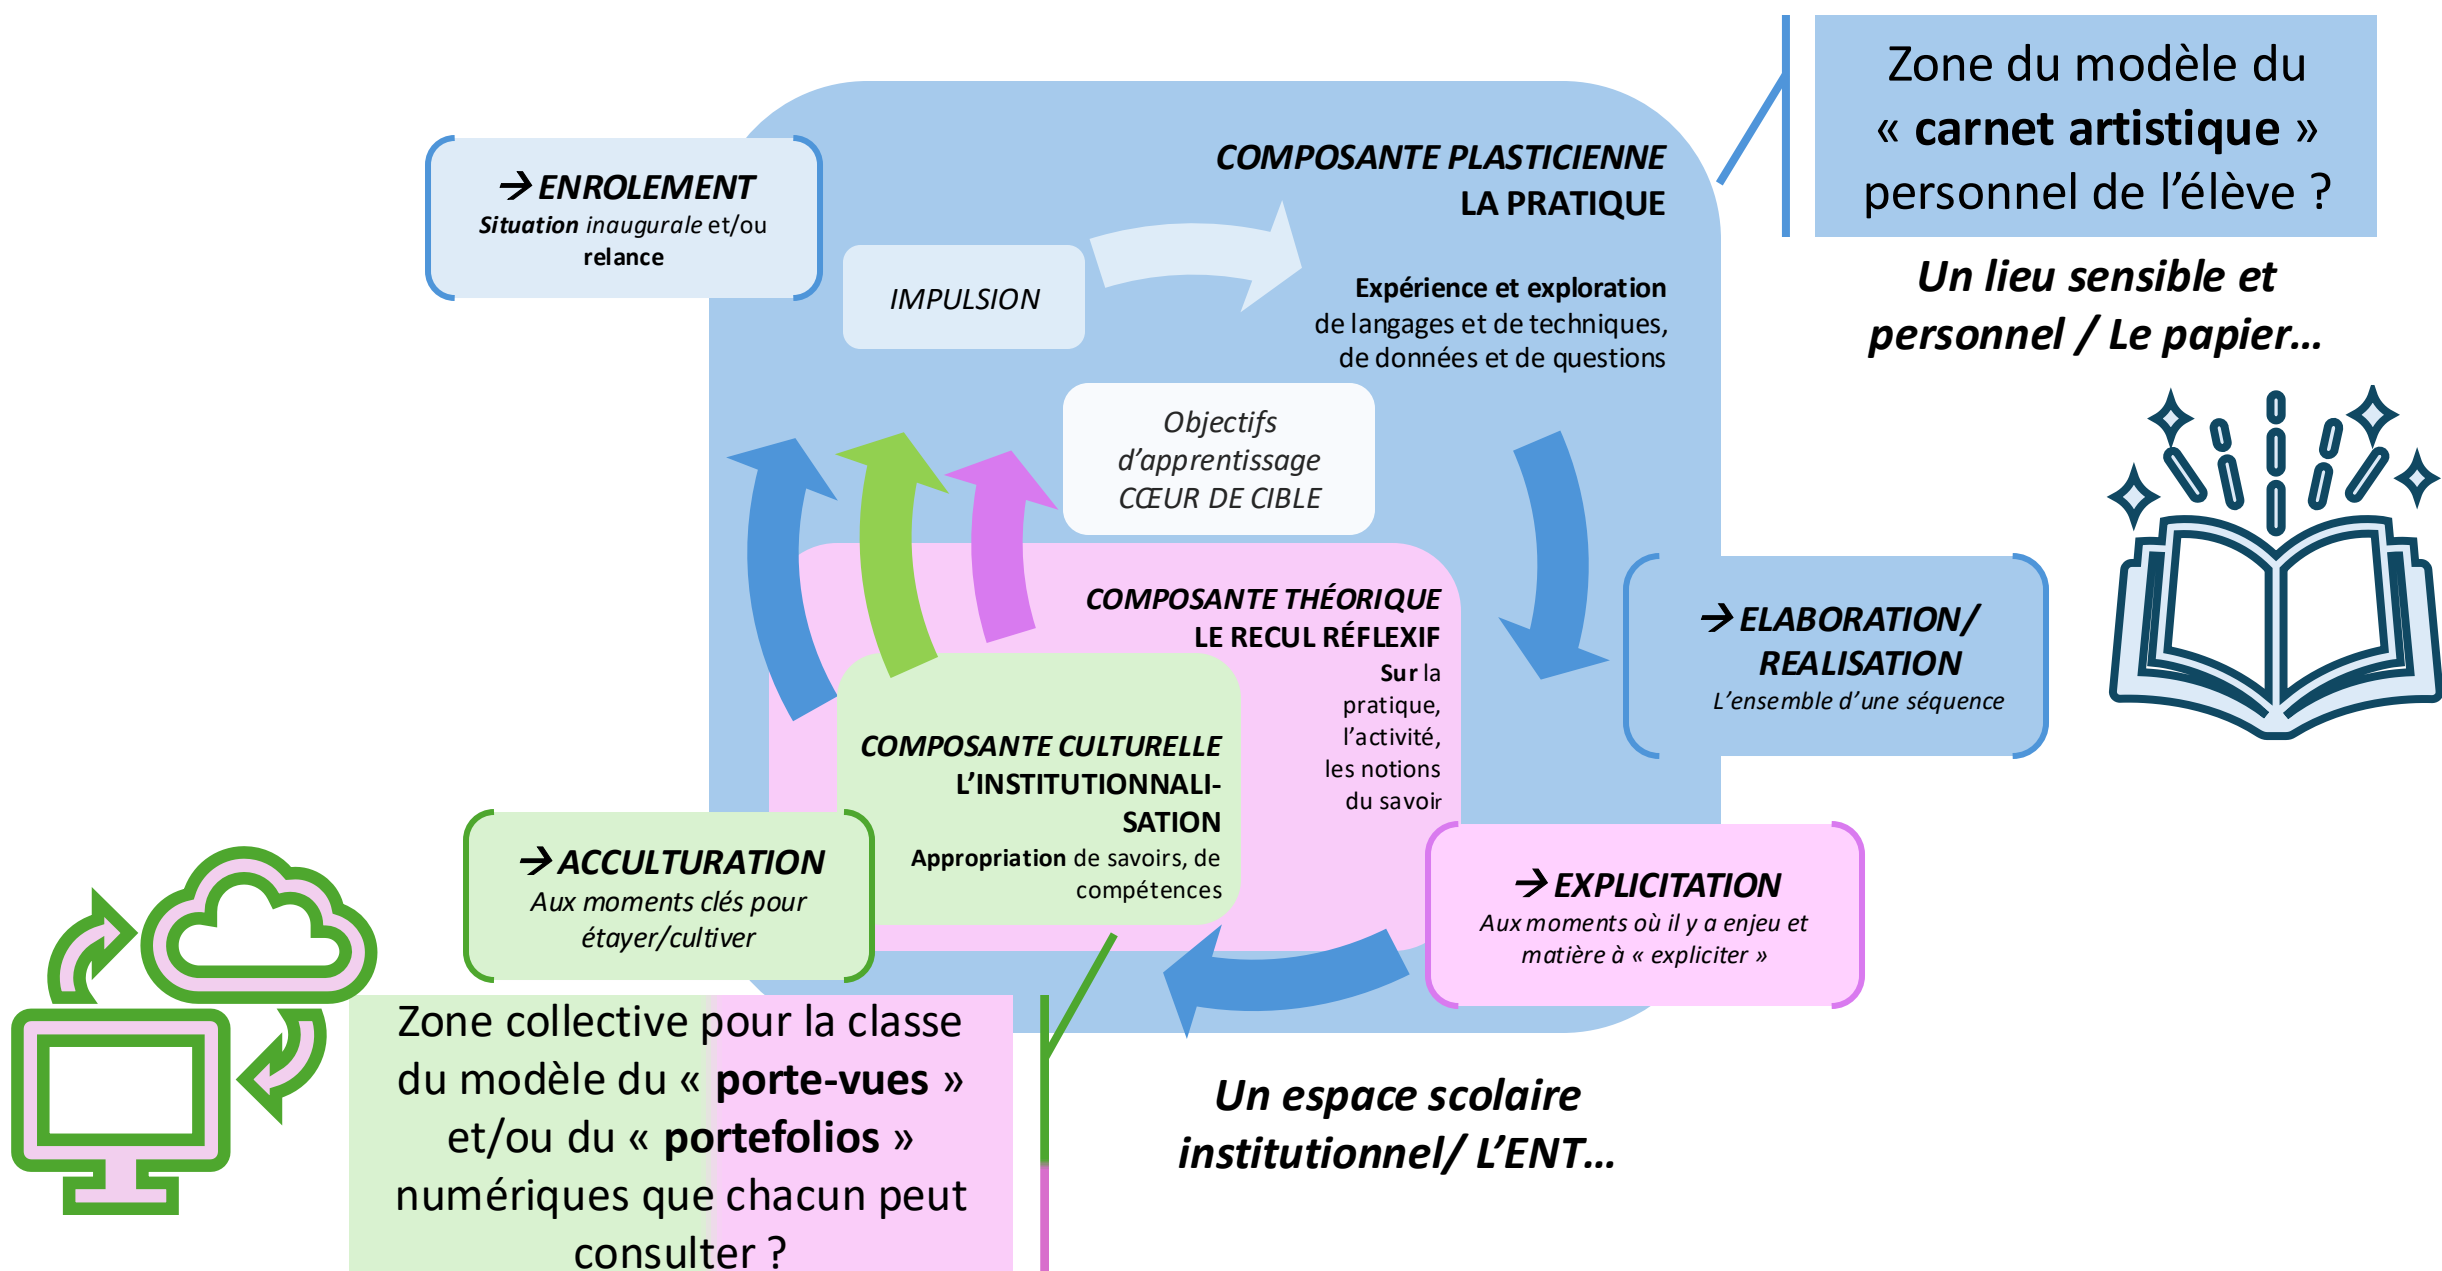 Zone du modèle du
« carnet artistique »
personnel de l’élève ?
Un lieu sensible et
personnel / Le papier…
→ ENROLEMENT
Situation inaugurale et/ou
relance
COMPOSANTE PLASTICIENNE
LA PRATIQUE
IMPULSION
Expérience et exploration
de langages et de techniques,
de données et de questions
Objectifs
d’apprentissage
CŒUR DE CIBLE
COMPOSANTE THÉORIQUE
LE RECUL RÉFLEXIF
Sur la
pratique,
l’activité,
les notions
du savoir
→ ELABORATION/
REALISATION
L’ensemble d’une séquence
COMPOSANTE CULTURELLE
L’INSTITUTIONNALI-
SATION
Appropriation de savoirs, de
compétences
→ ACCULTURATION
Aux moments clés pour
étayer/cultiver
→ EXPLICITATION
Aux moments où il y a enjeu et
matière à « expliciter »
Zone collective pour la classe
du modèle du « porte-vues »
et/ou du « portefolios »
numériques que chacun peut
consulter ?
Un espace scolaire
institutionnel/ L’ENT…